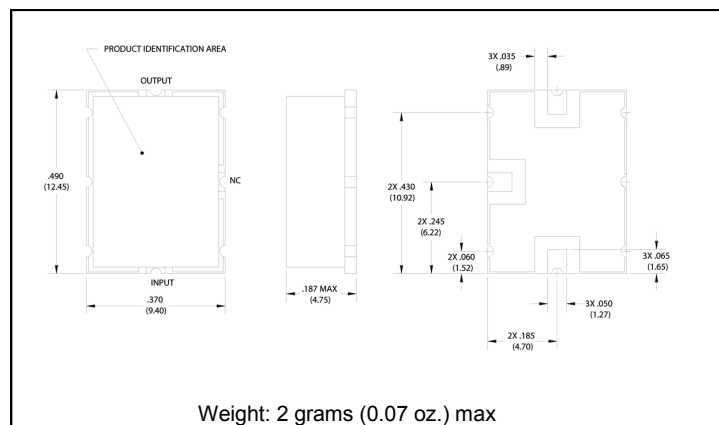 PRODUCT IDENTIFICATION AREA
OUTPUT
.490
(12.45)
NC
INPUT
.370
(9.40)
.187 MAX
(4.75)
3X .035
(.89)
2X .430
(10.92)
2X .245
(6.22)
2X .060
(1.52)
3X .065
(1.65)
3X .050
(1.27)
2X .185
(4.70)
Weight: 2 grams (0.07 oz.) max